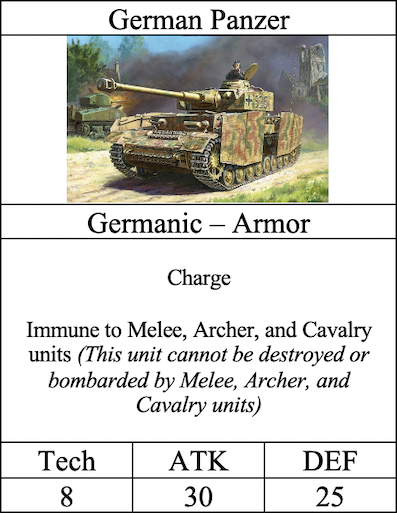 German Panzer
Germanic – Armor
Charge
Immune to Melee, Archer, and Cavalry
units (This unit cannot be destroyed or
bombarded by Melee, Archer, and
Cavalry units)
Tech ATK DEF
8 30 25